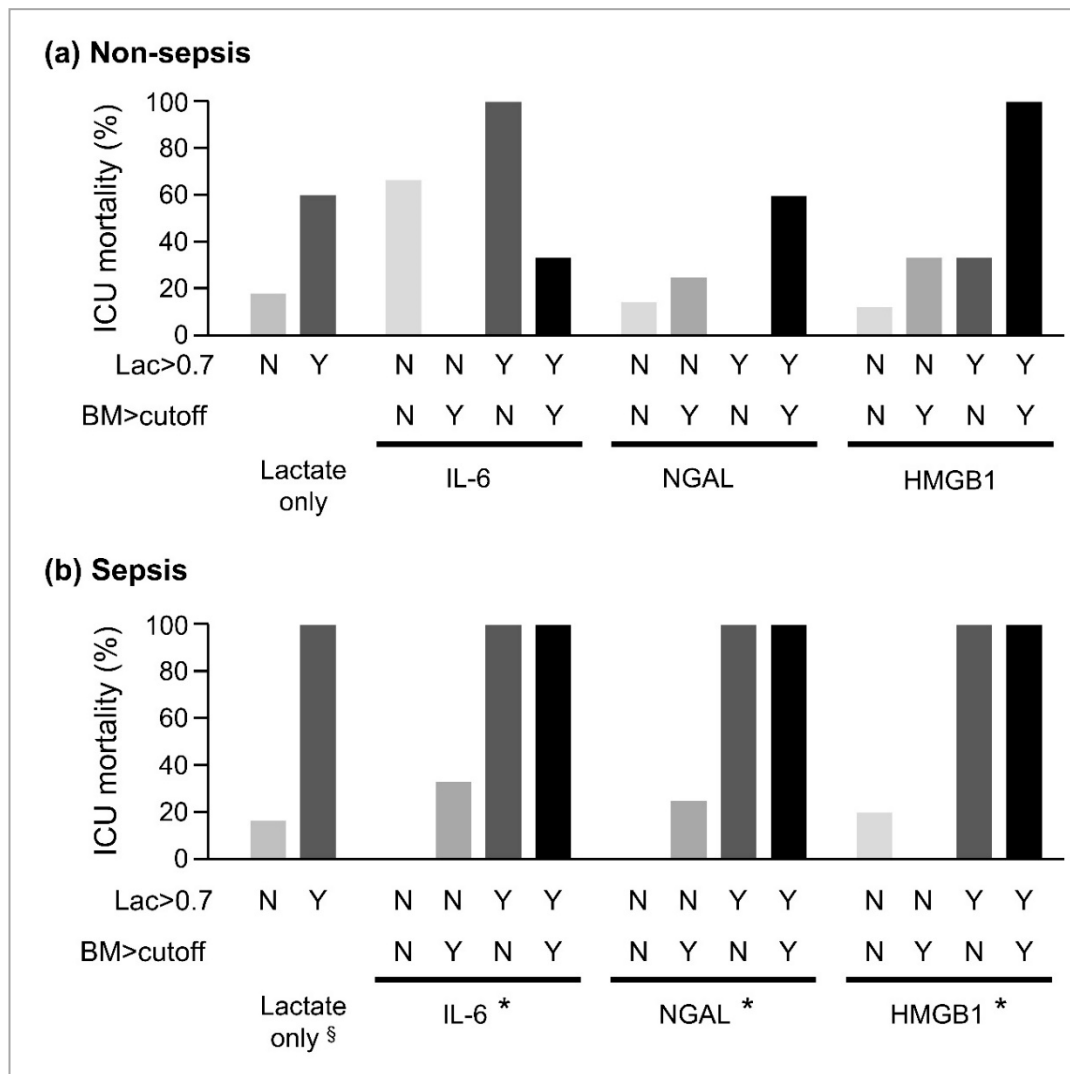 (a) Non-sepsis
ICU mortality (%)
100
80
60
40
20
0
Lac>0.7 N Y N N Y Y N N Y Y N N Y Y
BM>cutoff N Y N Y N Y N Y N Y N Y
Lactate only
IL-6 NGAL HMGB1
(b) Sepsis
ICU mortality (%)
100
80
60
40
20
0
Lac>0.7 N Y N N Y Y N N Y Y N N Y Y
BM>cutoff N Y N Y N Y N Y N Y N Y
Lactate only §
IL-6 * NGAL * HMGB1 *